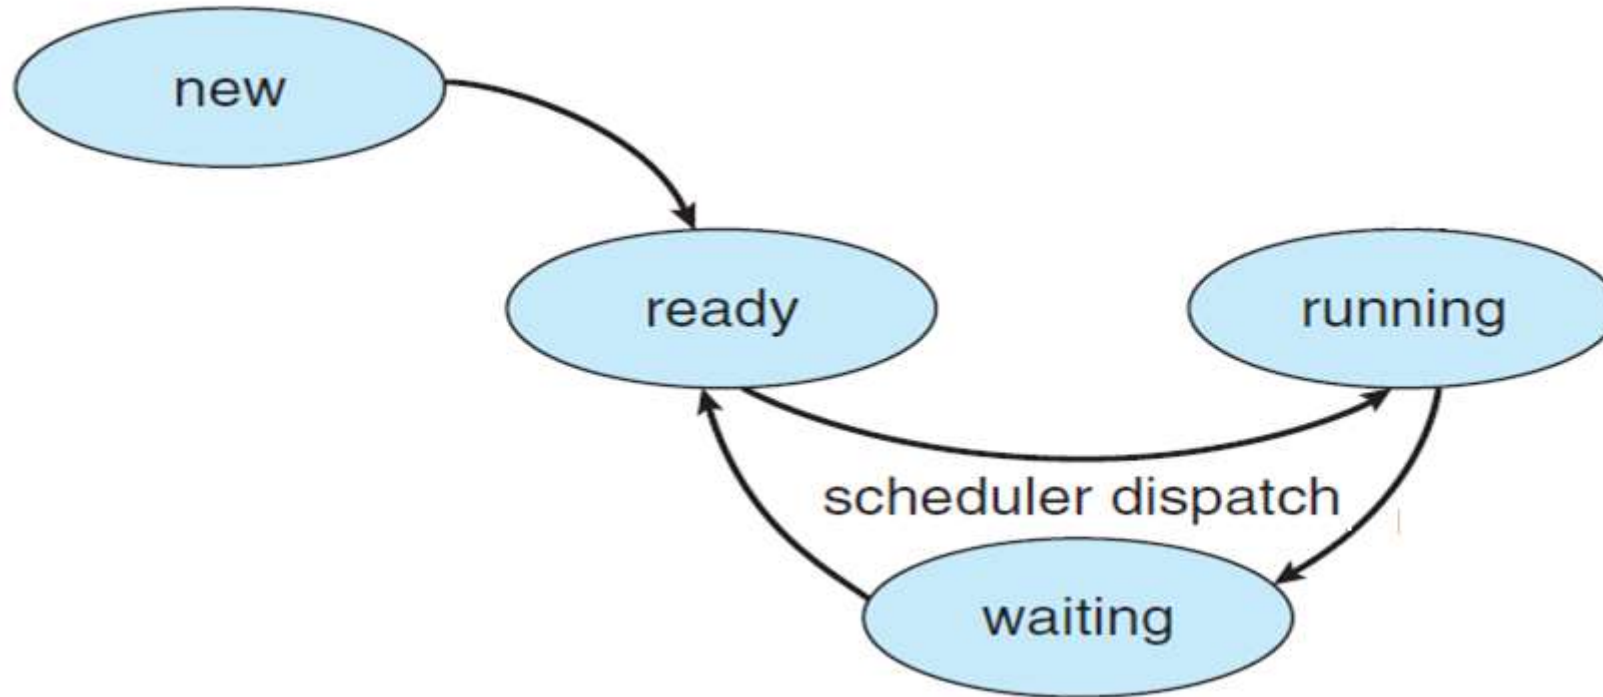 new
ready
running
scheduler dispatch
waiting